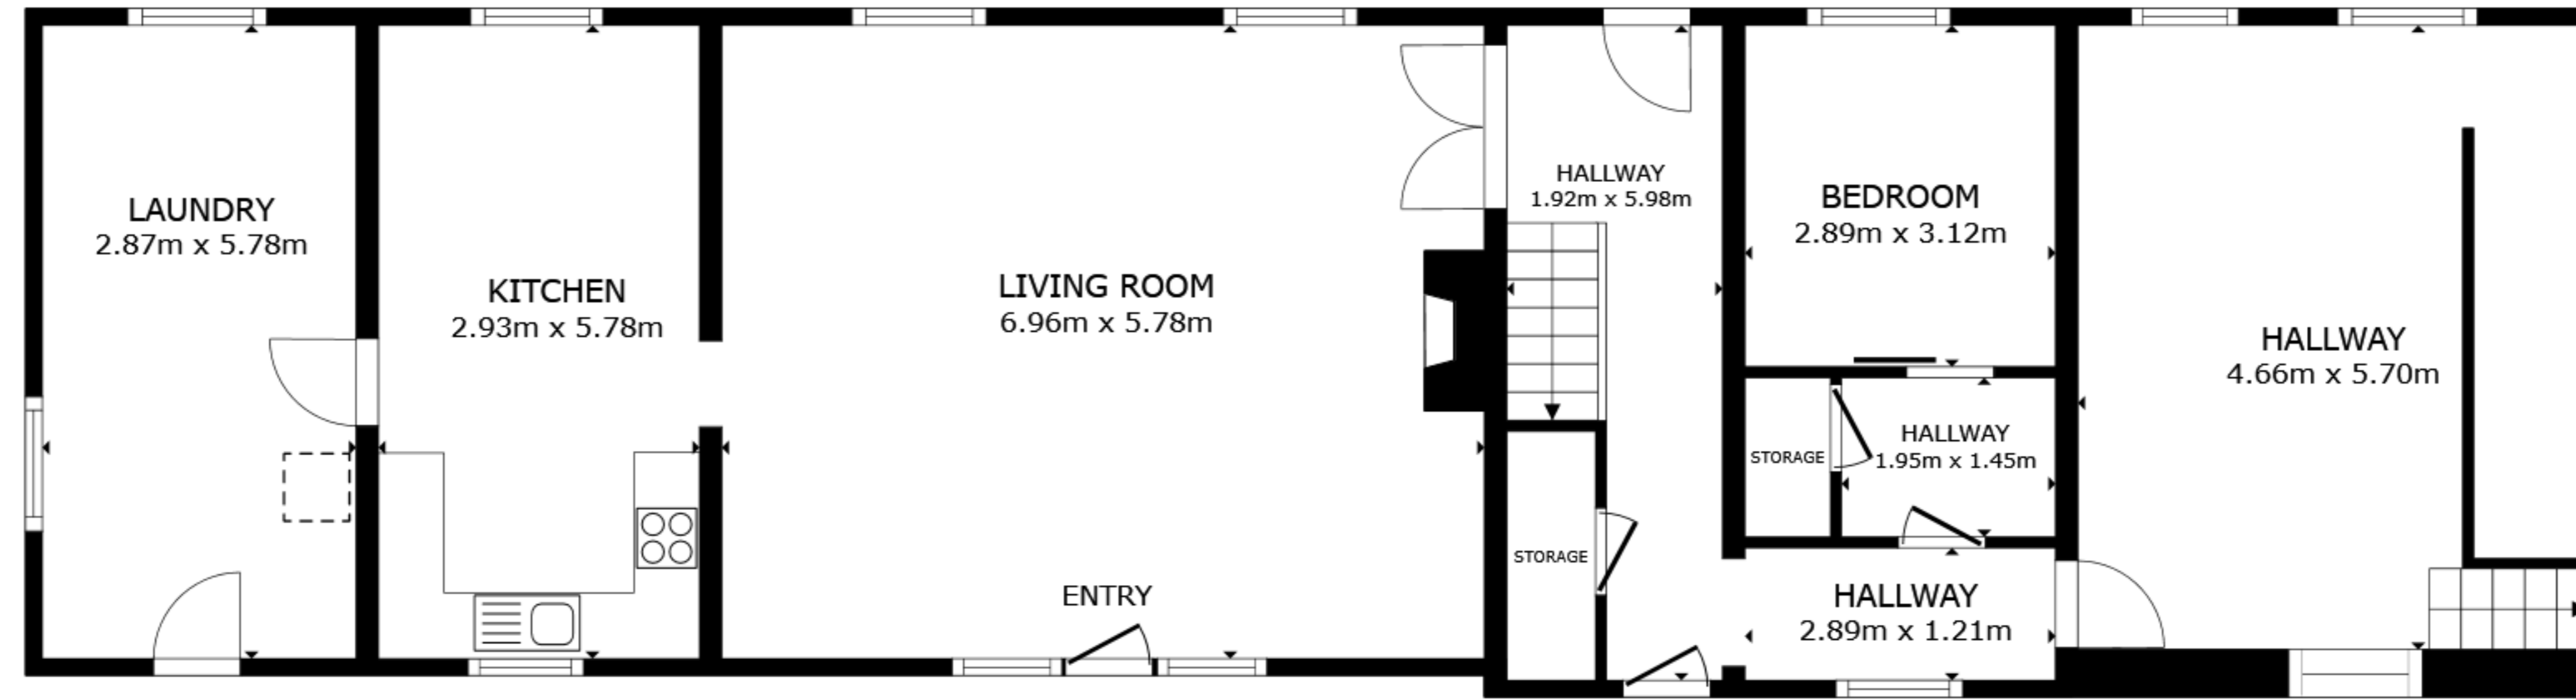 LAUNDRY
2.87m x 5.78m
KITCHEN
2.93m x 5.78m
LIVING ROOM
6.96m x 5.78m
ENTRY
HALLWAY
1.92m x 5.98m
STORAGE
BEDROOM
2.89m x 3.12m
STORAGE
HALLWAY
1.95m x 1.45m
HALLWAY
2.89m x 1.21m
HALLWAY
4.66m x 5.70m